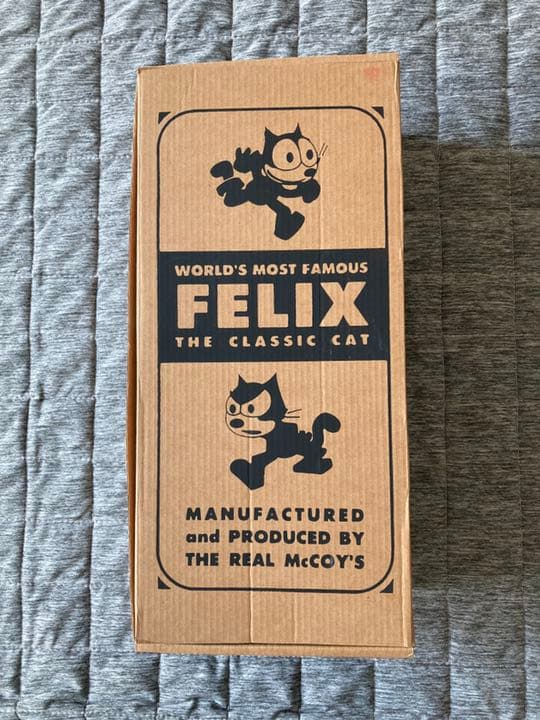 WORLD'S MOST FAMOUS
FELIX
THE CLASSIC CAT
MANUFACTURED
and PRODUCED BY
THE REAL McCOY'S